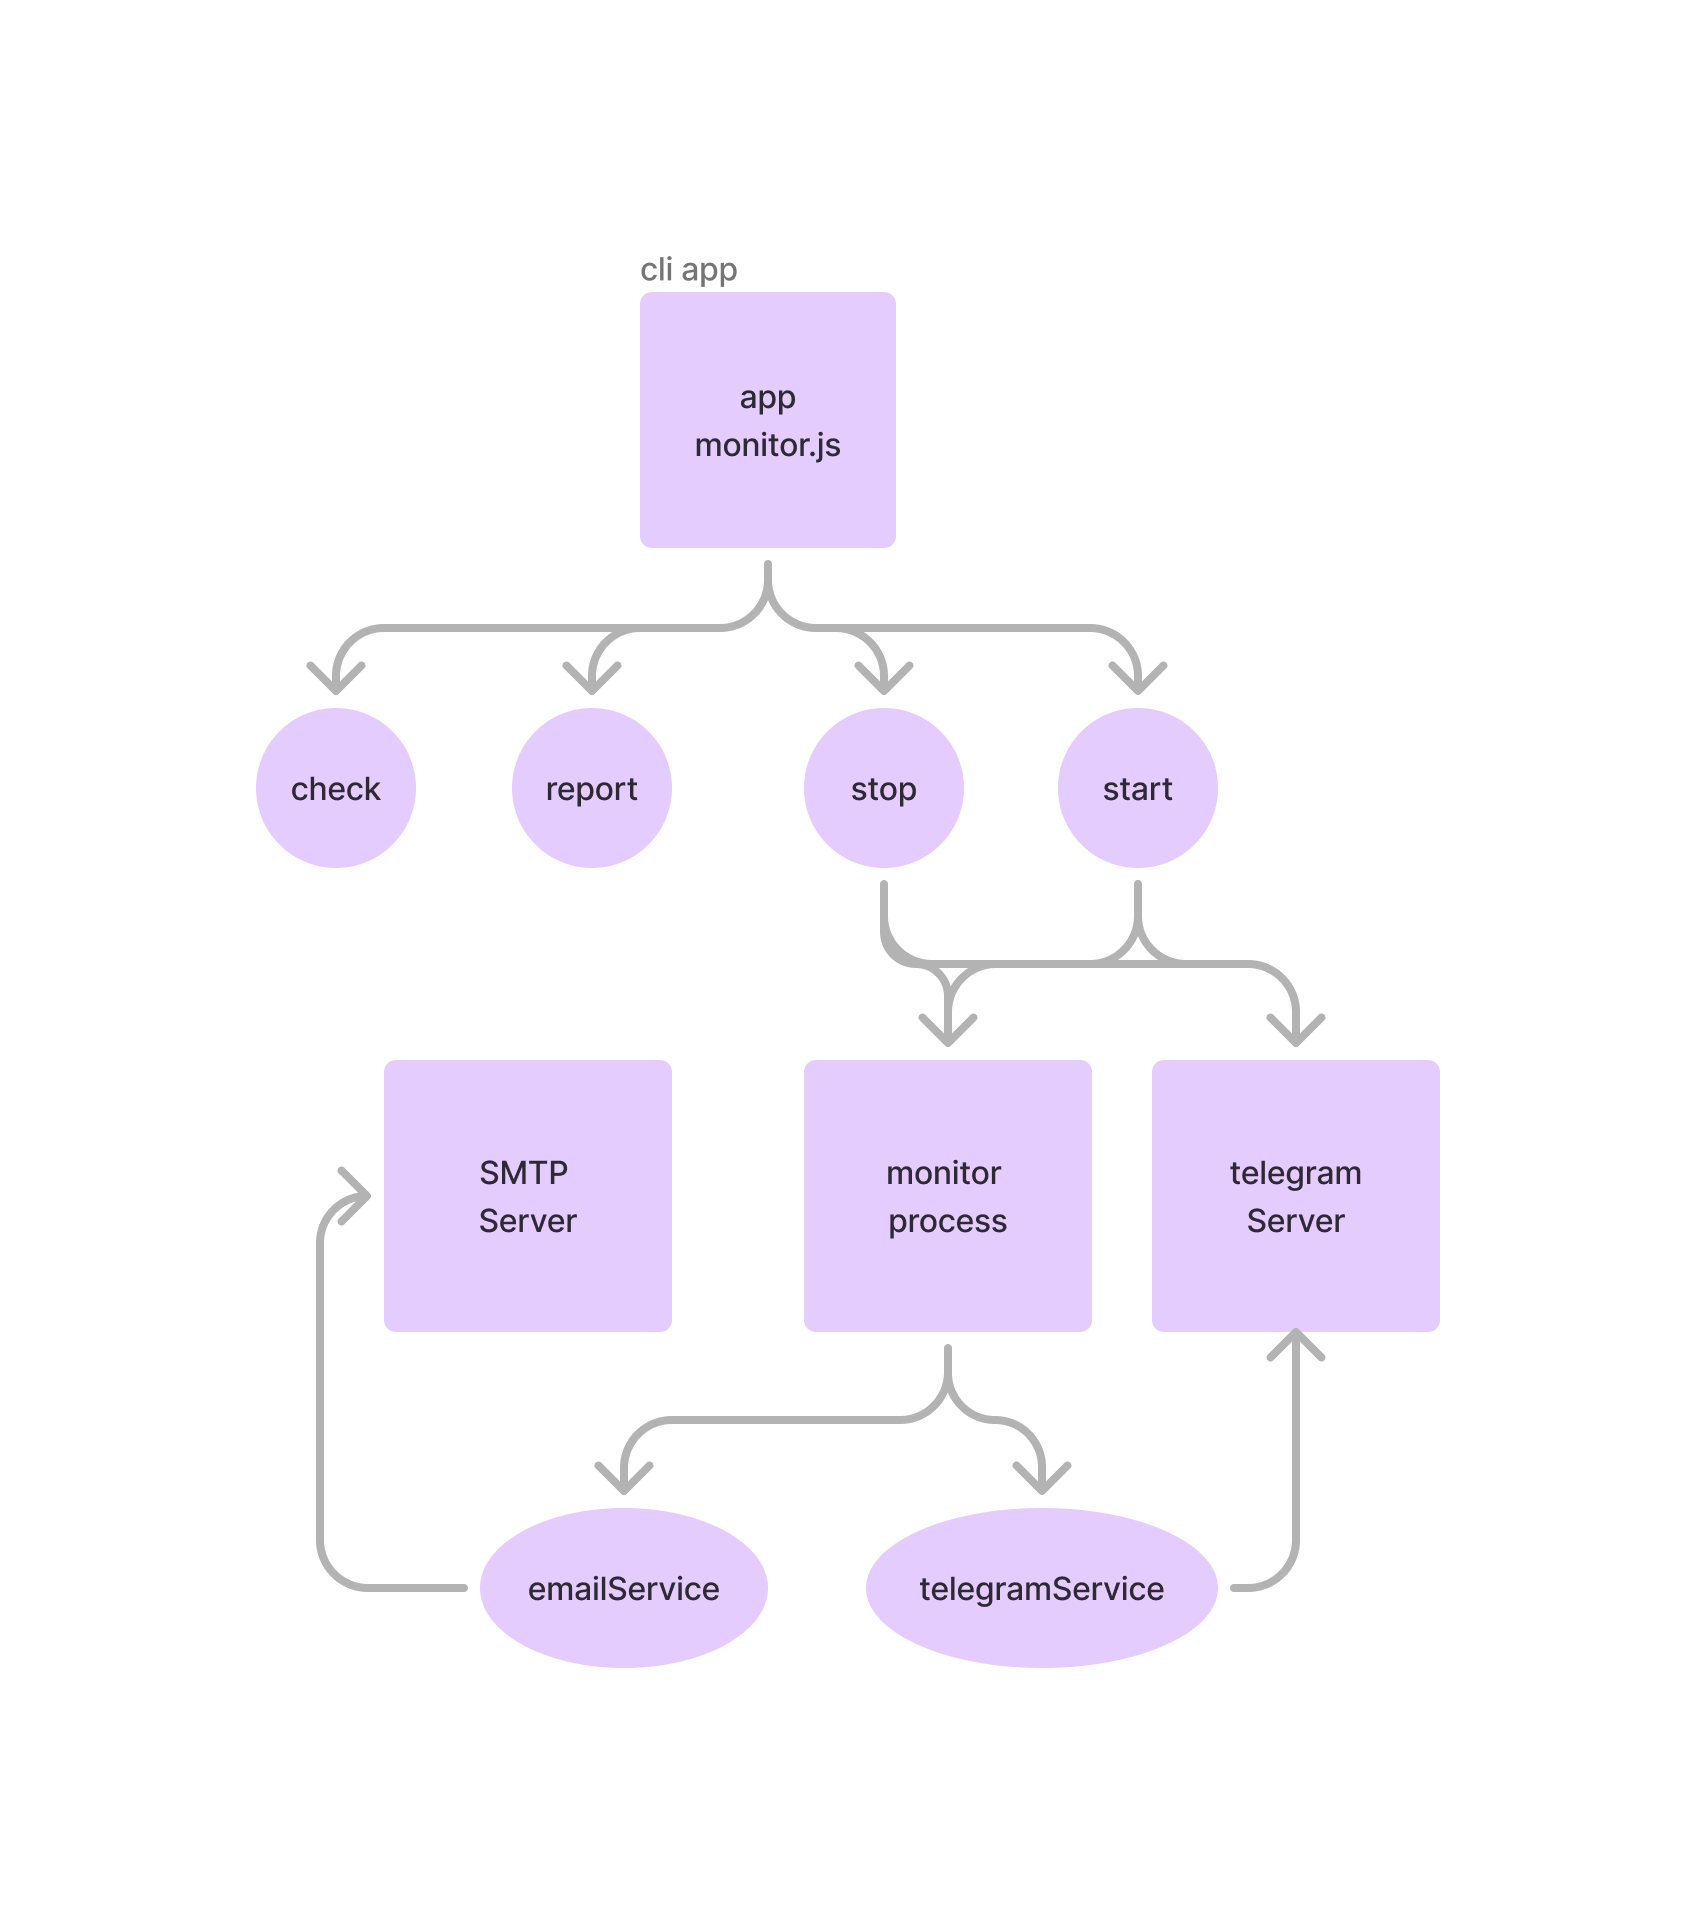 cli app
app
monitor.js
check
report
stop
start
SMTP
Server
monitor
process
telegram
Server
emailService
telegramService